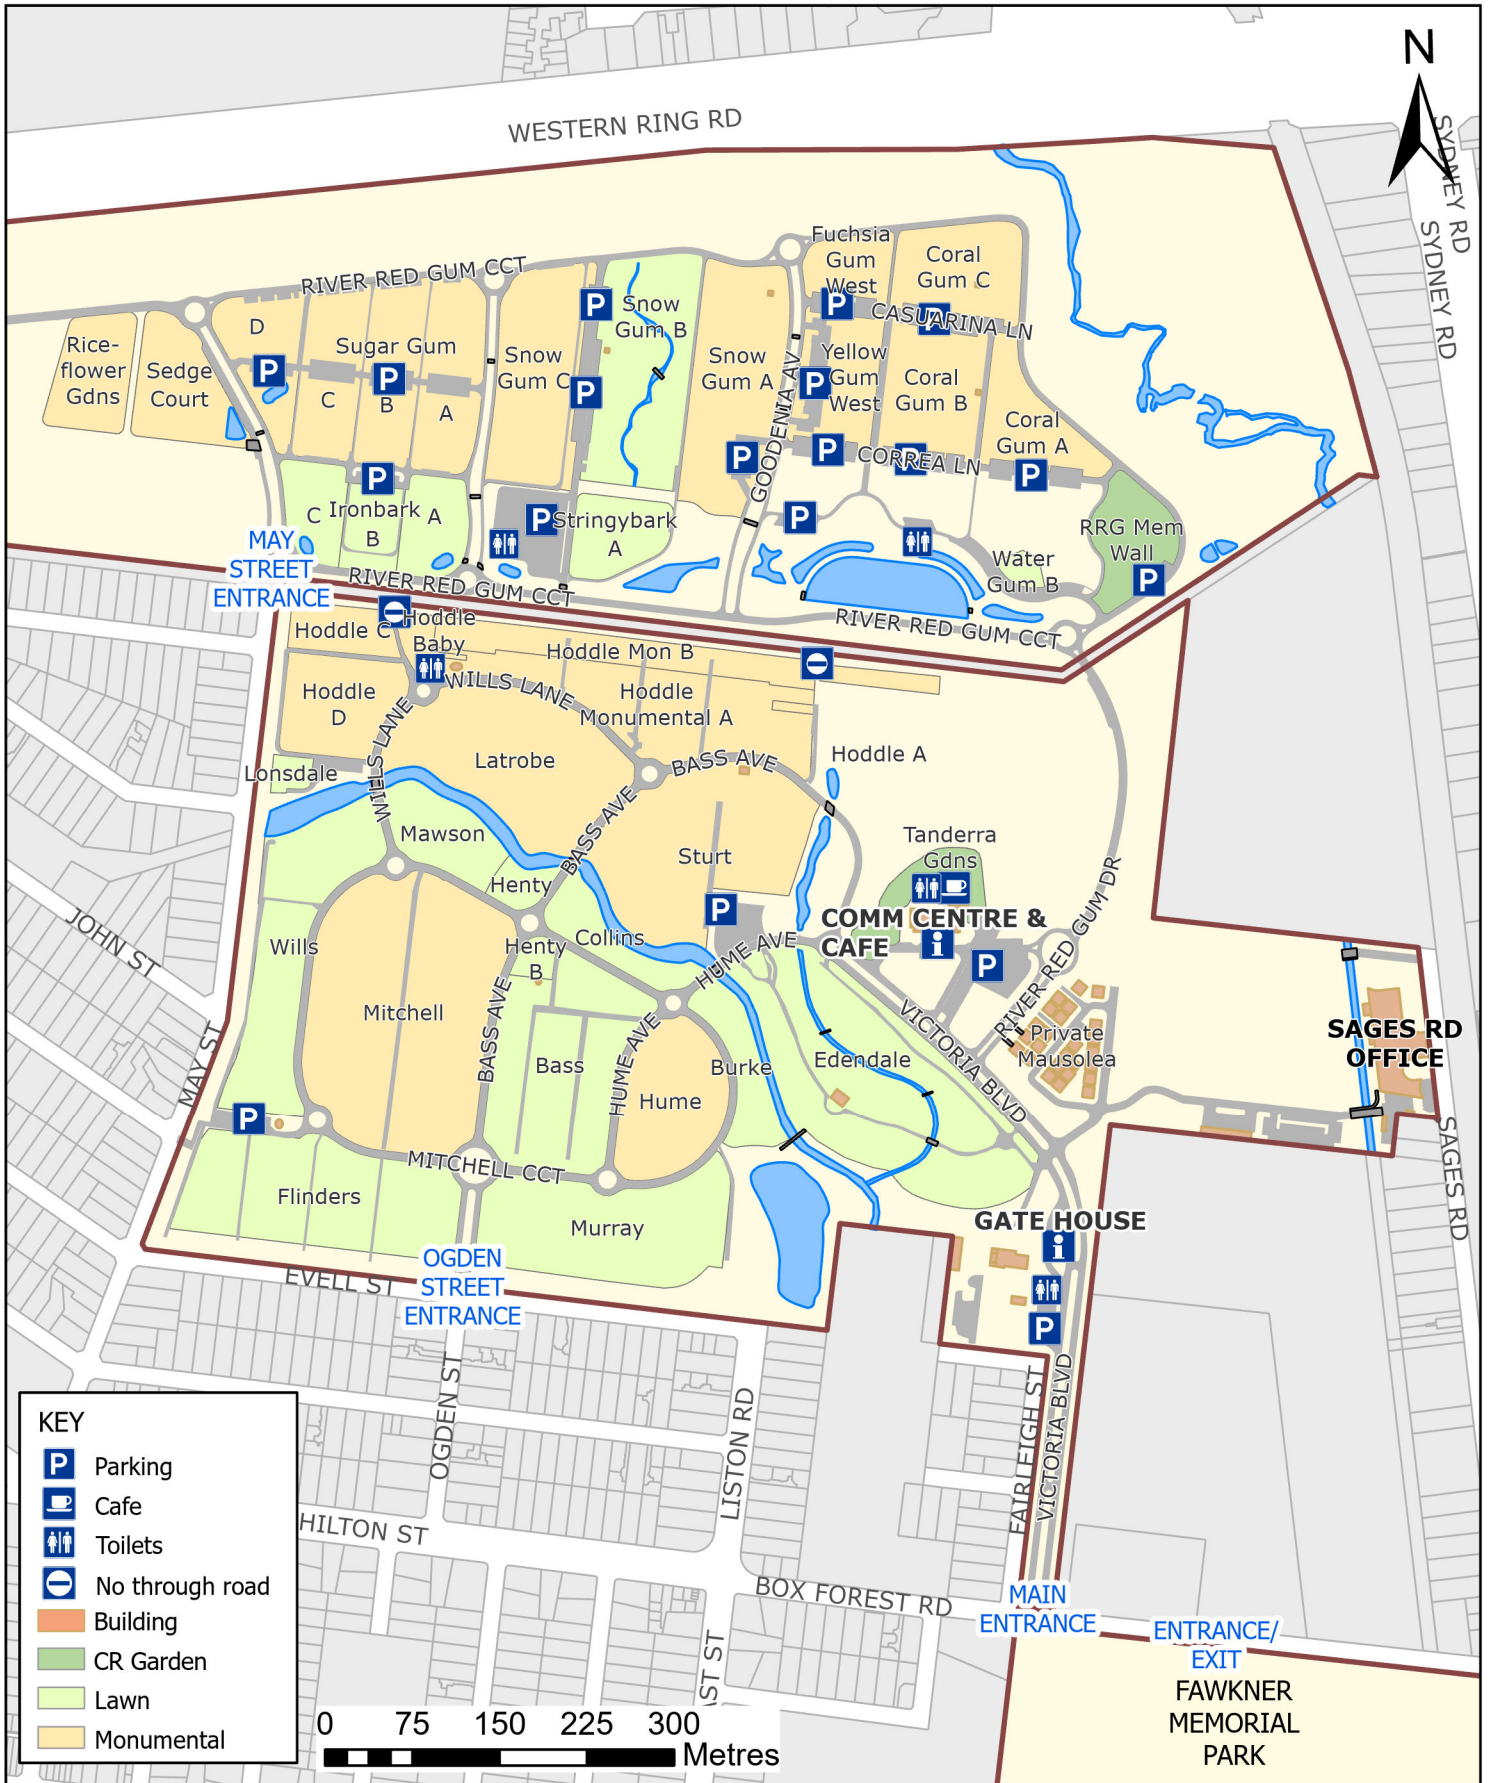 N
WESTERN RING RD
SYDNEY RD
SYDNEY RD
Fuchsia
Gum
West
Coral
Gum C
RIVER RED GUM CCT
CASUARINA LN
D
Snow
Gum B
Rice-
flower
Gdns
Sedge
Court
Sugar Gum
C
B
A
Snow
Gum C
Snow
Gum A
Yellow
Gum
West
Coral
Gum B
Coral
Gum A
GOODENIA AV
CORREA LN
C
Ironbark
B
A
Stringybark
A
RRG Mem
Wall
Water
Gum B
MAY
STREET
ENTRANCE
RIVER RED GUM CCT
RIVER RED GUM CCT
Hoddle C
Hoddle
Baby
Hoddle Mon B
WILLS LANE
Hoddle
D
Hoddle
Monumental A
WILLS LANE
Latrobe
BASS AVE
Hoddle A
Lonsdale
Mawson
BASS AVE
Sturt
Tanderra
Gdns
Henty
COMM CENTRE &
CAFE
RIVER RED GUM DR
JOHN ST
Wills
Henty
B
Collins
HUME AVE
Mitchell
BASS AVE
HUME AVE
VICTORIA BLVD
Private
Mausolea
SAGES RD
OFFICE
MAY ST
Bass
Burke
Edendale
Hume
MITCHELL CCT
Flinders
Murray
SAGES RD
GATE HOUSE
EVELL ST
OGDEN
STREET
ENTRANCE
OGDEN ST
LISTON RD
FAIRLEIGH ST
VICTORIA BLVD
HILTON ST
BOX FOREST RD
MAIN
ENTRANCE
ENTRANCE/
EXIT
FAWKNER
MEMORIAL
PARK
AST ST
KEY
P Parking
Cafe
Toilets
No through road
Building
CR Garden
Lawn
Monumental
0 75 150 225 300
Metres